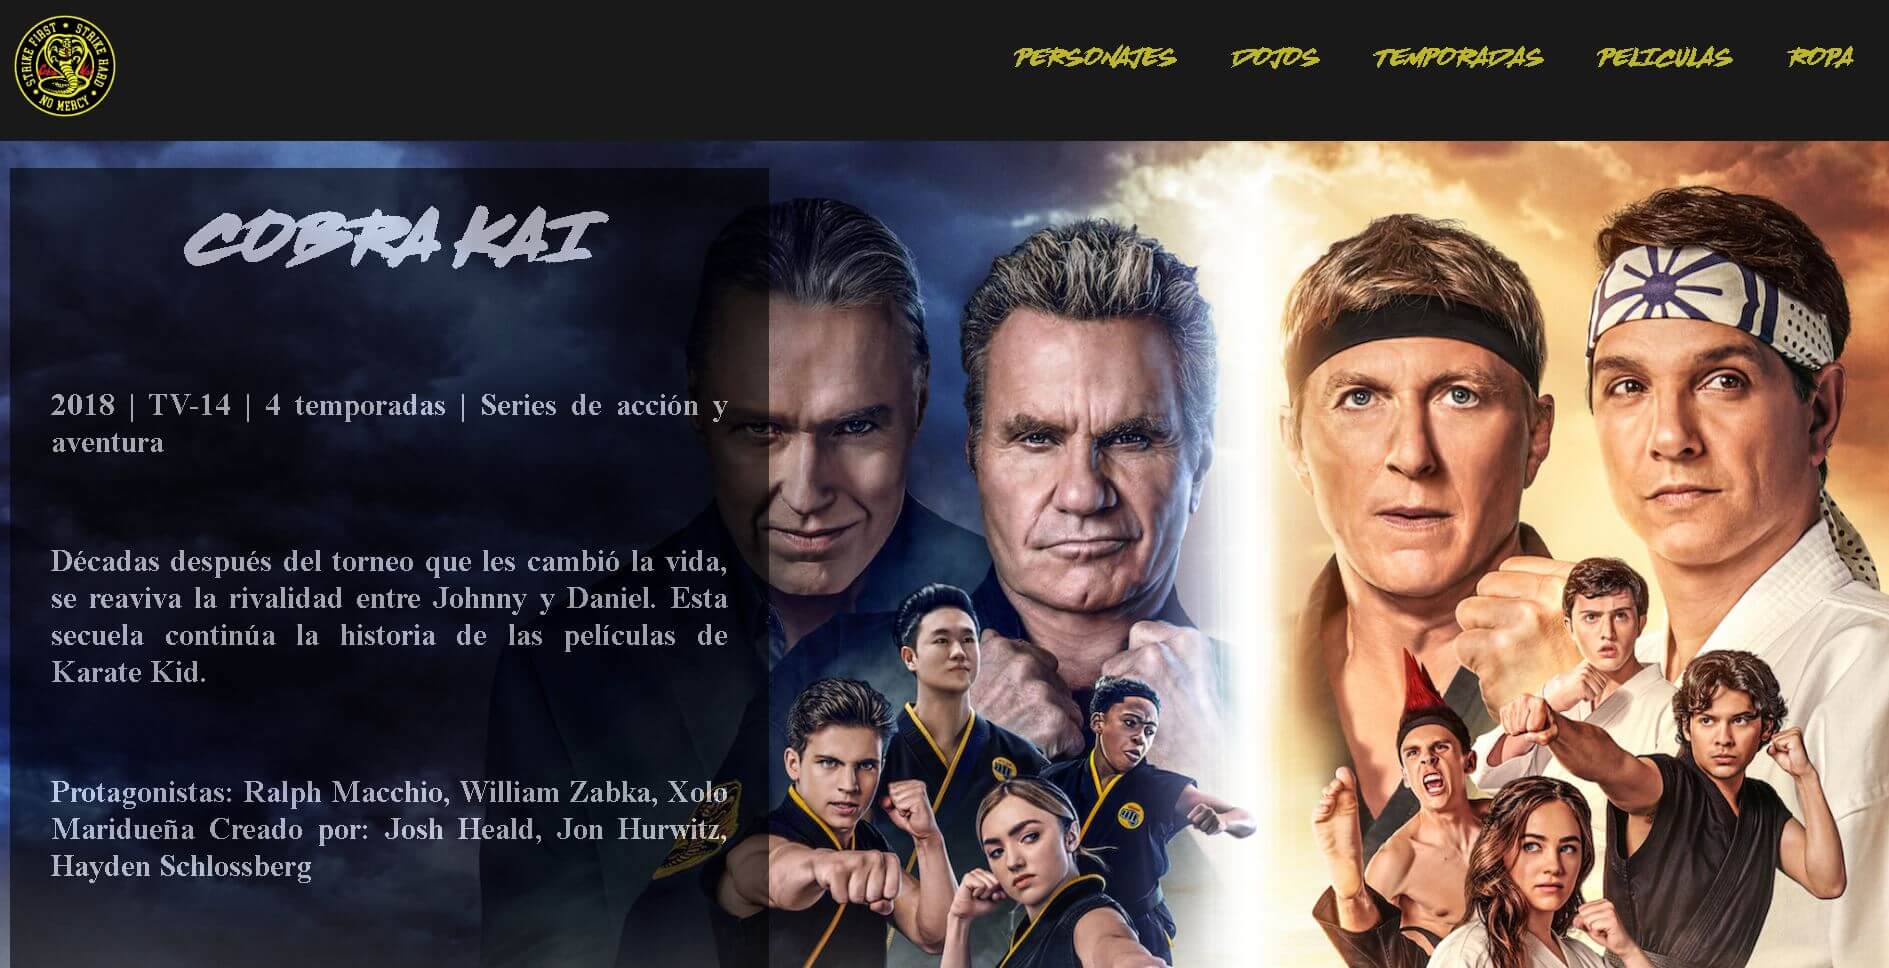 STRIKE FIRST • STRIKE HARD • NO MERCY •
PERSONAJES DOJOS TEMPORADAS PELICULAS ROPA
COBRA KAI
2018 | TV-14 | 4 temporadas | Series de acción y
aventura
Décadas después del torneo que les cambió la vida,
se reaviva la rivalidad entre Johnny y Daniel. Esta
secuela continúa la historia de las películas de
Karate Kid.
Protagonistas: Ralph Macchio, William Zabka, Xolo
Maridueña Creado por: Josh Heald, Jon Hurwitz,
Hayden Schlossberg